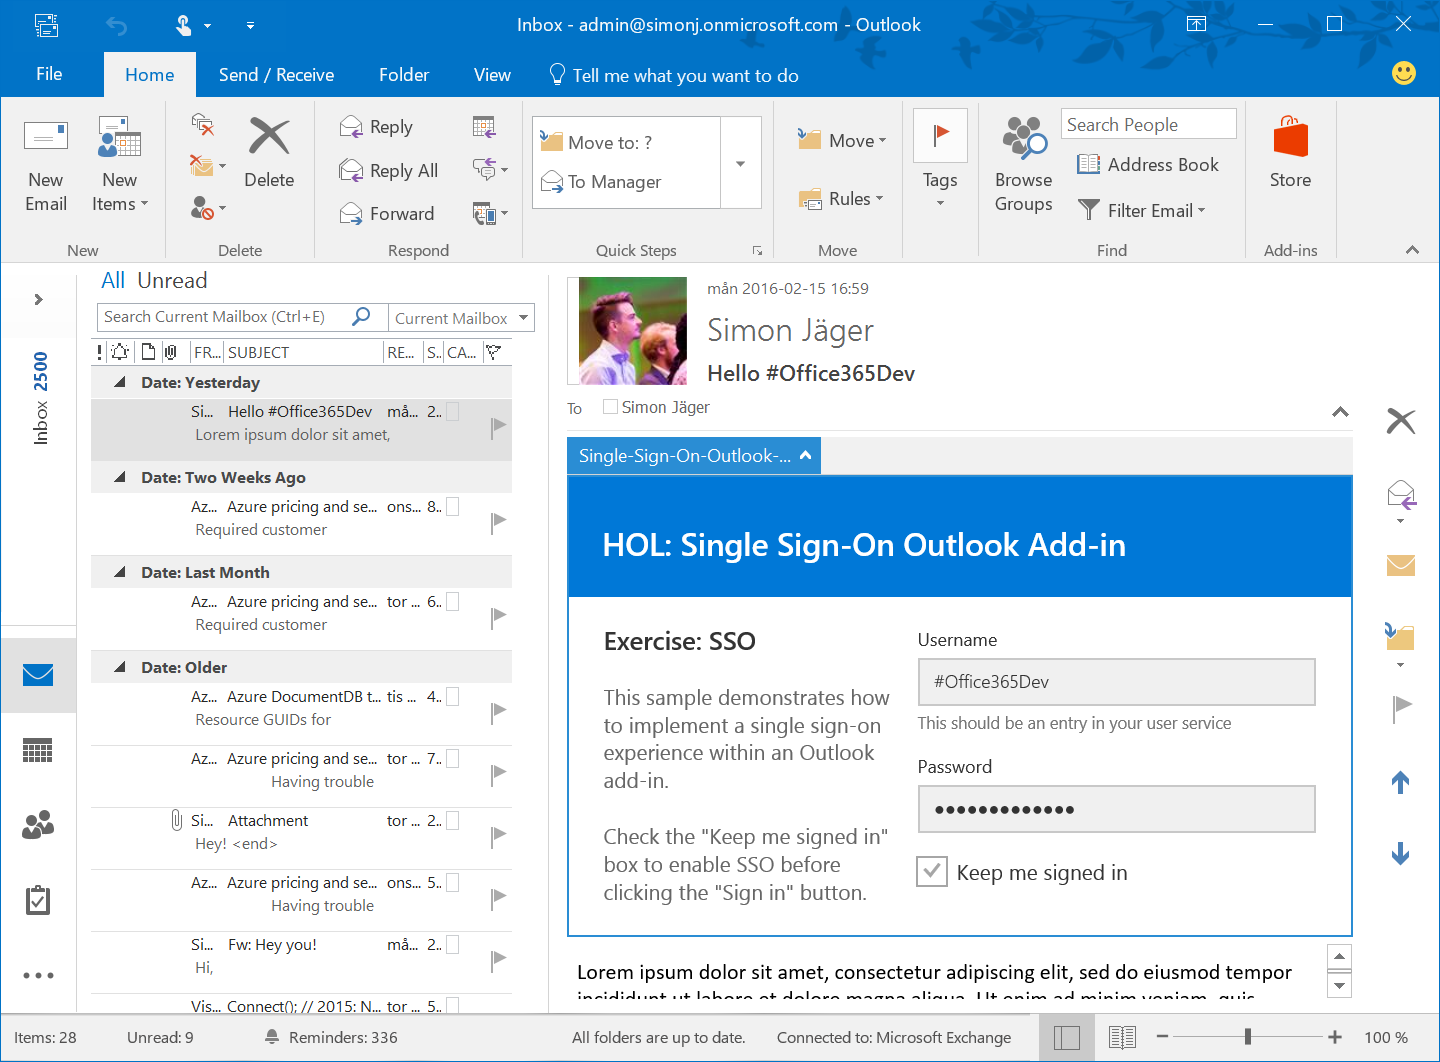 Inbox - admin@simonj.onmicrosoft.com - Outlook
File
Home
Send / Receive
Folder
View
Tell me what you want to do
New Email
New Items
New
Delete
Delete
Reply
Reply All
Forward
Respond
Move to: ?
To Manager
Quick Steps
Move
Rules
Move
Tags
Browse Groups
Search People
Address Book
Filter Email
Find
Store
Add-ins
Inbox 2500
All Unread
Search Current Mailbox (Ctrl+E)
Current Mailbox
! FR... SUBJECT RE... S.. CA...
Date: Yesterday
Si... Hello #Office365Dev må... 2..
Lorem ipsum dolor sit amet,
Date: Two Weeks Ago
Az... Azure pricing and se... ons... 8..
Required customer
Date: Last Month
Az... Azure pricing and se... tor ... 6..
Required customer
Date: Older
Az... Azure DocumentDB t... tis ... 4..
Resource GUIDs for
Az... Azure pricing and se... tor ... 7..
Having trouble
Si... Attachment tor ... 2..
Hey! <end>
Az... Azure pricing and se... ons... 5..
Having trouble
Si... Fw: Hey you! må... 2..
Hi,
Vis... Connect(); // 2015: N... tor ... 5..
mån 2016-02-15 16:59
Simon Jäger
Hello #Office365Dev
To Simon Jäger
Single-Sign-On-Outlook-...
HOL: Single Sign-On Outlook Add-in
Exercise: SSO
This sample demonstrates how
to implement a single sign-on
experience within an Outlook
add-in.
Check the "Keep me signed in"
box to enable SSO before
clicking the "Sign in" button.
Username
#Office365Dev
This should be an entry in your user service
Password
Keep me signed in
Lorem ipsum dolor sit amet, consectetur adipiscing elit, sed do eiusmod tempor
incididunt ut labore et dolore magna aliqua. Ut enim ad minim veniam, quis
Items: 28
Unread: 9
Reminders: 336
All folders are up to date.
Connected to: Microsoft Exchange
100 %